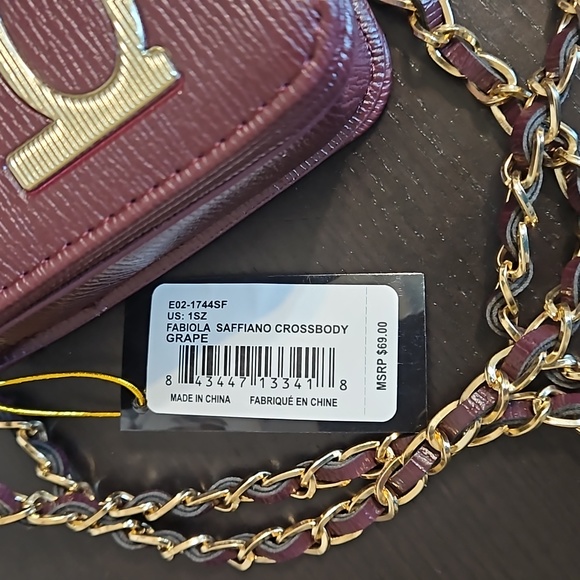 E02-1744SF
US: 1SZ
FABIOLA SAFFIANO CROSSBODY
GRAPE
8 43447 13341 8
MADE IN CHINA FABRIQUÉ EN CHINE
MSRP $69.00